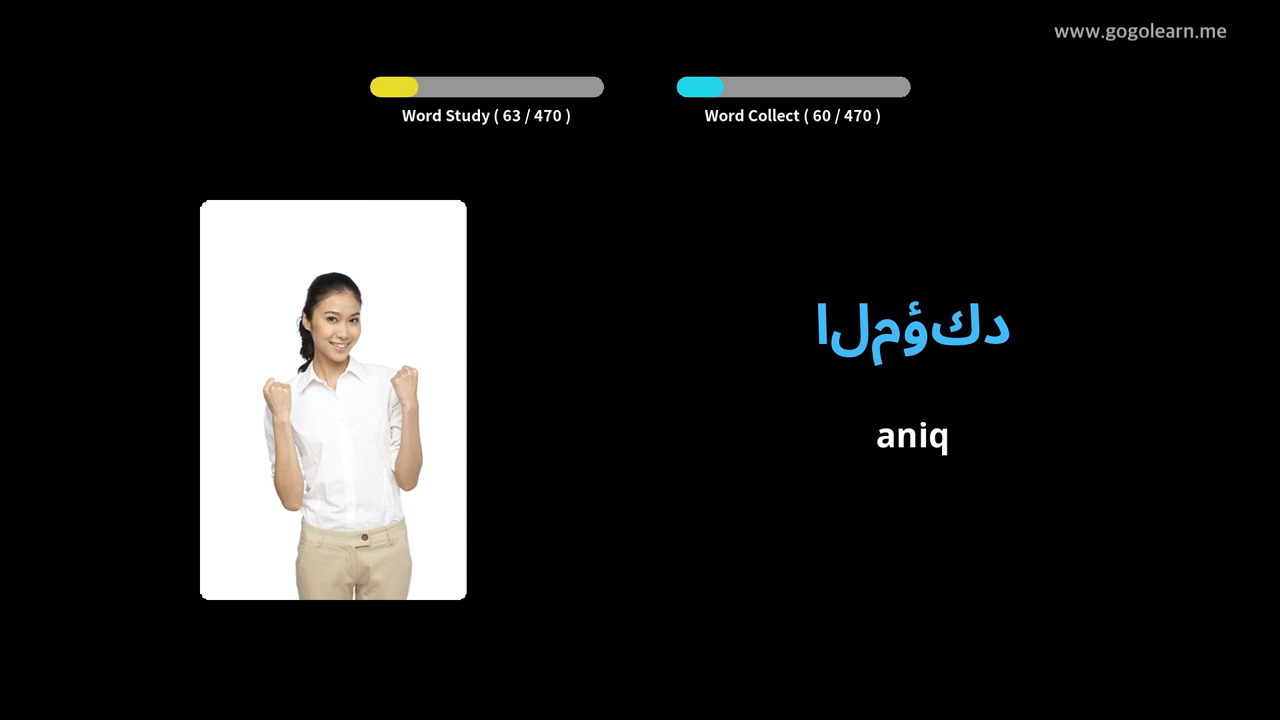 www.gogolearn.me
Word Study ( 63 / 470 )
Word Collect ( 60 / 470 )
المؤكد
aniq